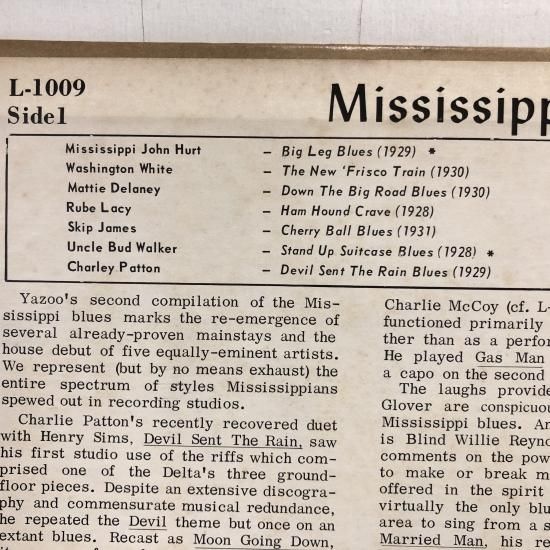 L-1009
Side 1
Mississipp
Mississippi John Hurt – Big Leg Blues (1929) *
Washington White – The New 'Frisco Train (1930)
Mattie Delaney – Down The Big Road Blues (1930)
Rube Lacy – Ham Hound Crave (1928)
Skip James – Cherry Ball Blues (1931)
Uncle Bud Walker – Stand Up Suitcase Blues (1928) *
Charley Patton – Devil Sent The Rain Blues (1929)
Yazoo's second compilation of the Mis-
sissippi blues marks the re-emergence of
several already-proven mainstays and the
house debut of five equally-eminent artists.
We represent (but by no means exhaust) the
entire spectrum of styles Mississippians
spewed out in recording studios.
Charlie Patton's recently recovered duet
with Henry Sims, Devil Sent The Rain, saw
his first studio use of the riffs which com-
prised one of the Delta's three ground-
floor pieces. Despite an extensive discogra-
phy and commensurate musical redundance,
he repeated the Devil theme but once on an
extant blues. Recast as Moon Going Down,
Charlie McCoy (cf. L-
functioned primarily
ther than as a perfor
He played Gas Man
a capo on the second
The laughs provide
Glover are conspicuou
Mississippi blues. An
is Blind Willie Reyno
comments on the pow
to make or break m
offered in the spirit
virtually the only blu
area to sing from a s
Married Man, his re